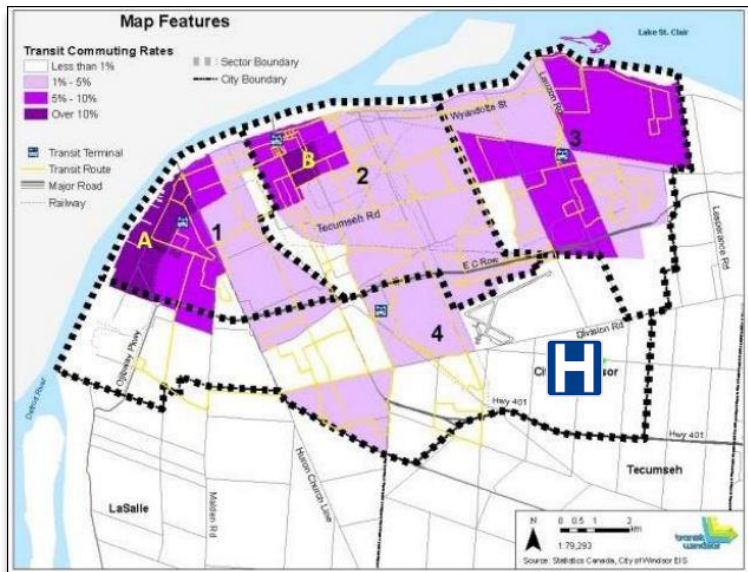 Map Features
Transit Commuting Rates
Less than 1%
1% - 5%
5% - 10%
Over 10%
Sector Boundary
City Boundary
Transit Terminal
Transit Route
Major Road
Railway
Lake St. Clair
Lauzon Rd
Wyandotte St
3
B
2
Tecumseh Rd
1
A
E C Row
Lesperance Rd
4
Division Rd
Ojibway Pkwy
H
Hwy 401
Hwy 401
Detroit River
Tecumseh
Huron Church Line
LaSalle
Malden Rd
N
0 0.5 1 2
km
1:79,293
transit
windsor
Source: Statistics Canada, City of Windsor EIS